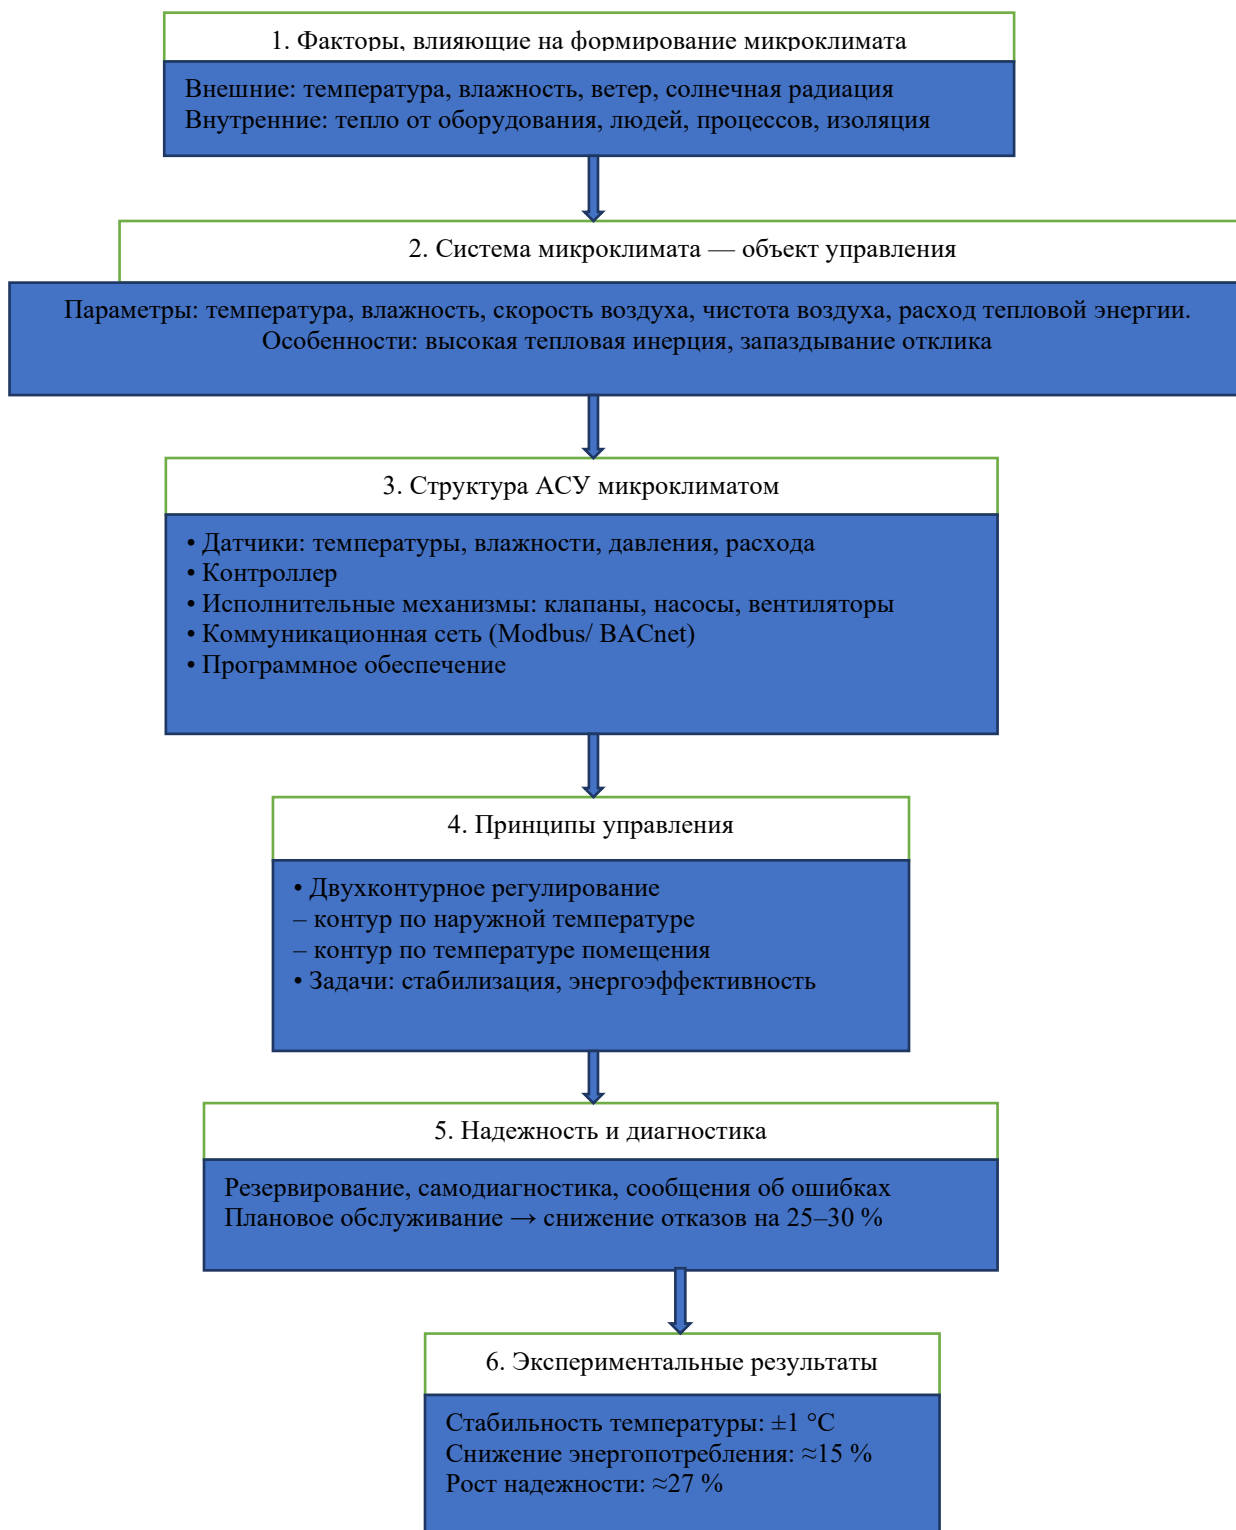 1. Факторы, влияющие на формирование микроклимата
Внешние: температура, влажность, ветер, солнечная радиация
Внутренние: тепло от оборудования, людей, процессов, изоляция
2. Система микроклимата — объект управления
Параметры: температура, влажность, скорость воздуха, чистота воздуха, расход тепловой энергии.
Особенности: высокая тепловая инерция, запаздывание отклика
3. Структура АСУ микроклиматом
• Датчики: температуры, влажности, давления, расхода
• Контроллер
• Исполнительные механизмы: клапаны, насосы, вентиляторы
• Коммуникационная сеть (Modbus/ BACnet)
• Программное обеспечение
4. Принципы управления
• Двухконтурное регулирование
– контур по наружной температуре
– контур по температуре помещения
• Задачи: стабилизация, энергоэффективность
5. Надежность и диагностика
Резервирование, самодиагностика, сообщения об ошибках
Плановое обслуживание → снижение отказов на 25–30 %
6. Экспериментальные результаты
Стабильность температуры: ±1 °C
Снижение энергопотребления: ≈15 %
Рост надежности: ≈27 %